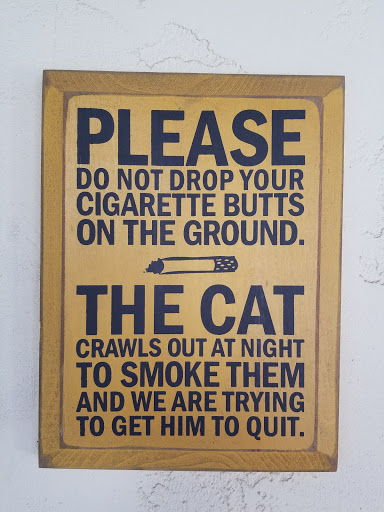 PLEASE
DO NOT DROP YOUR
CIGARETTE BUTTS
ON THE GROUND.
THE CAT
CRAWLS OUT AT NIGHT
TO SMOKE THEM
AND WE ARE TRYING
TO GET HIM TO QUIT.